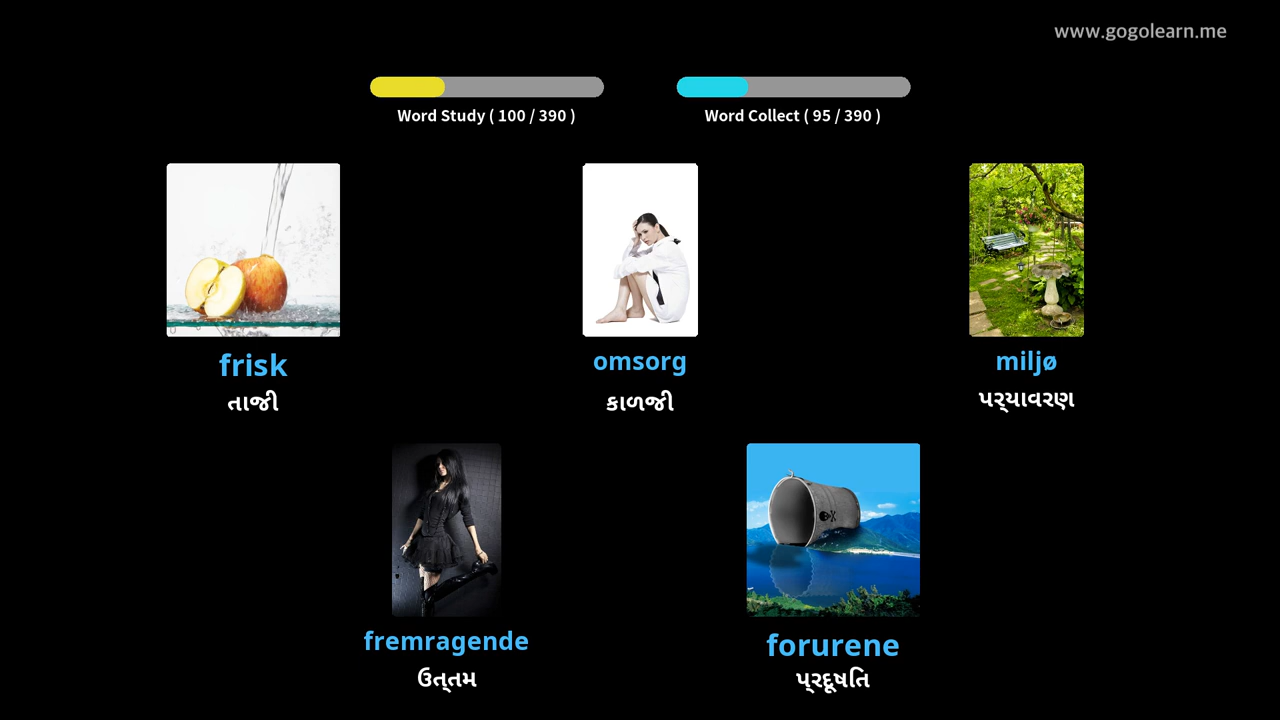 www.gogolearn.me
Word Study ( 100 / 390 )
Word Collect ( 95 / 390 )
frisk
તાજી
omsorg
કાળજી
miljø
પર્‌યાવરણ
fremragende
ઉત્‌તમ
forurene
પ્‌રદૂષતિ